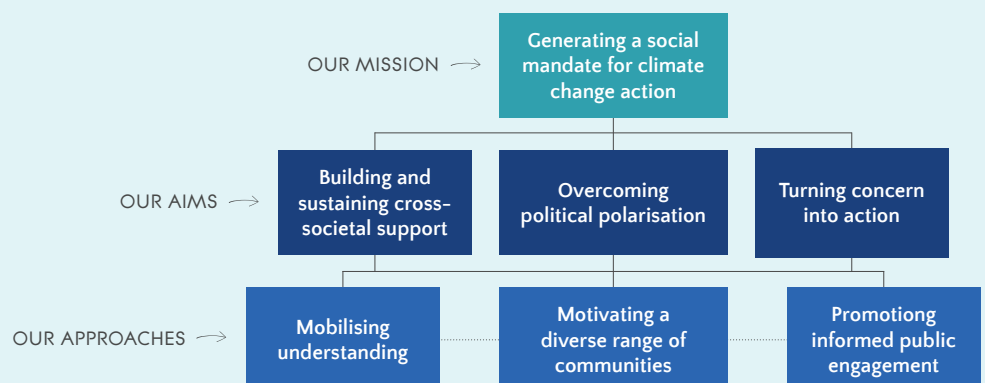 OUR MISSION
Generating a social
mandate for climate
change action
OUR AIMS
Building and
sustaining cross-
societal support
Overcoming
political polarisation
Turning concern
into action
OUR APPROACHES
Mobilising
understanding
Motivating a
diverse range of
communities
Promotiong
informed public
engagement